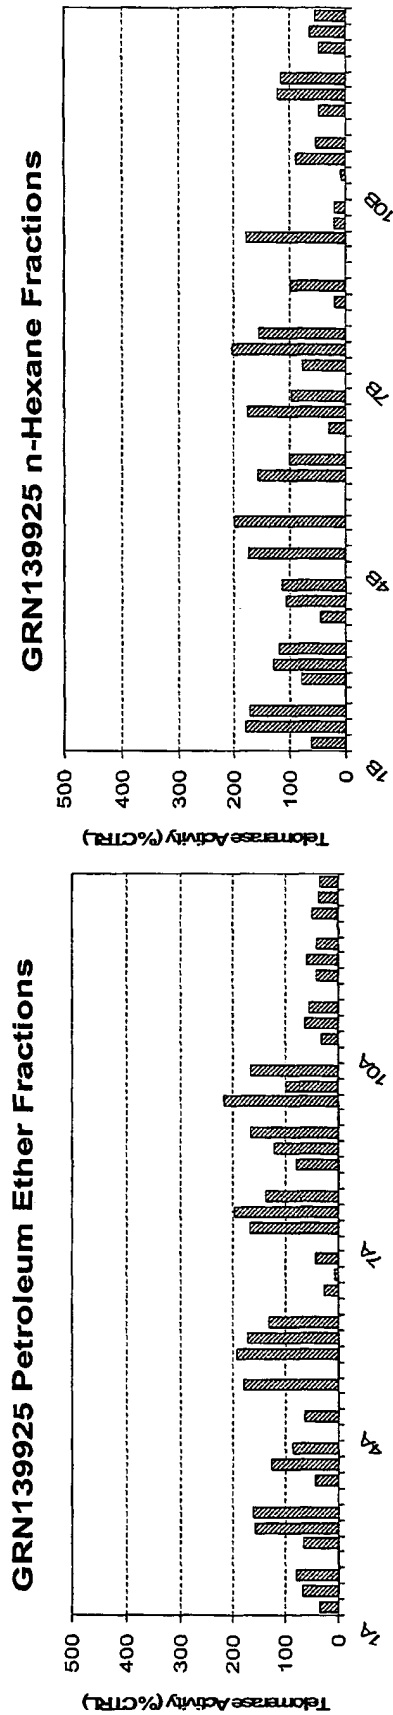 GRN139925 Petroleum Ether Fractions
Telomerase Activity (%CTRL)
500
400
300
200
100
0
1A
4A
7A
10A
GRN139925 n-Hexane Fractions
Telomerase Activity (%CTRL)
500
400
300
200
100
0
1B
4B
7B
10B